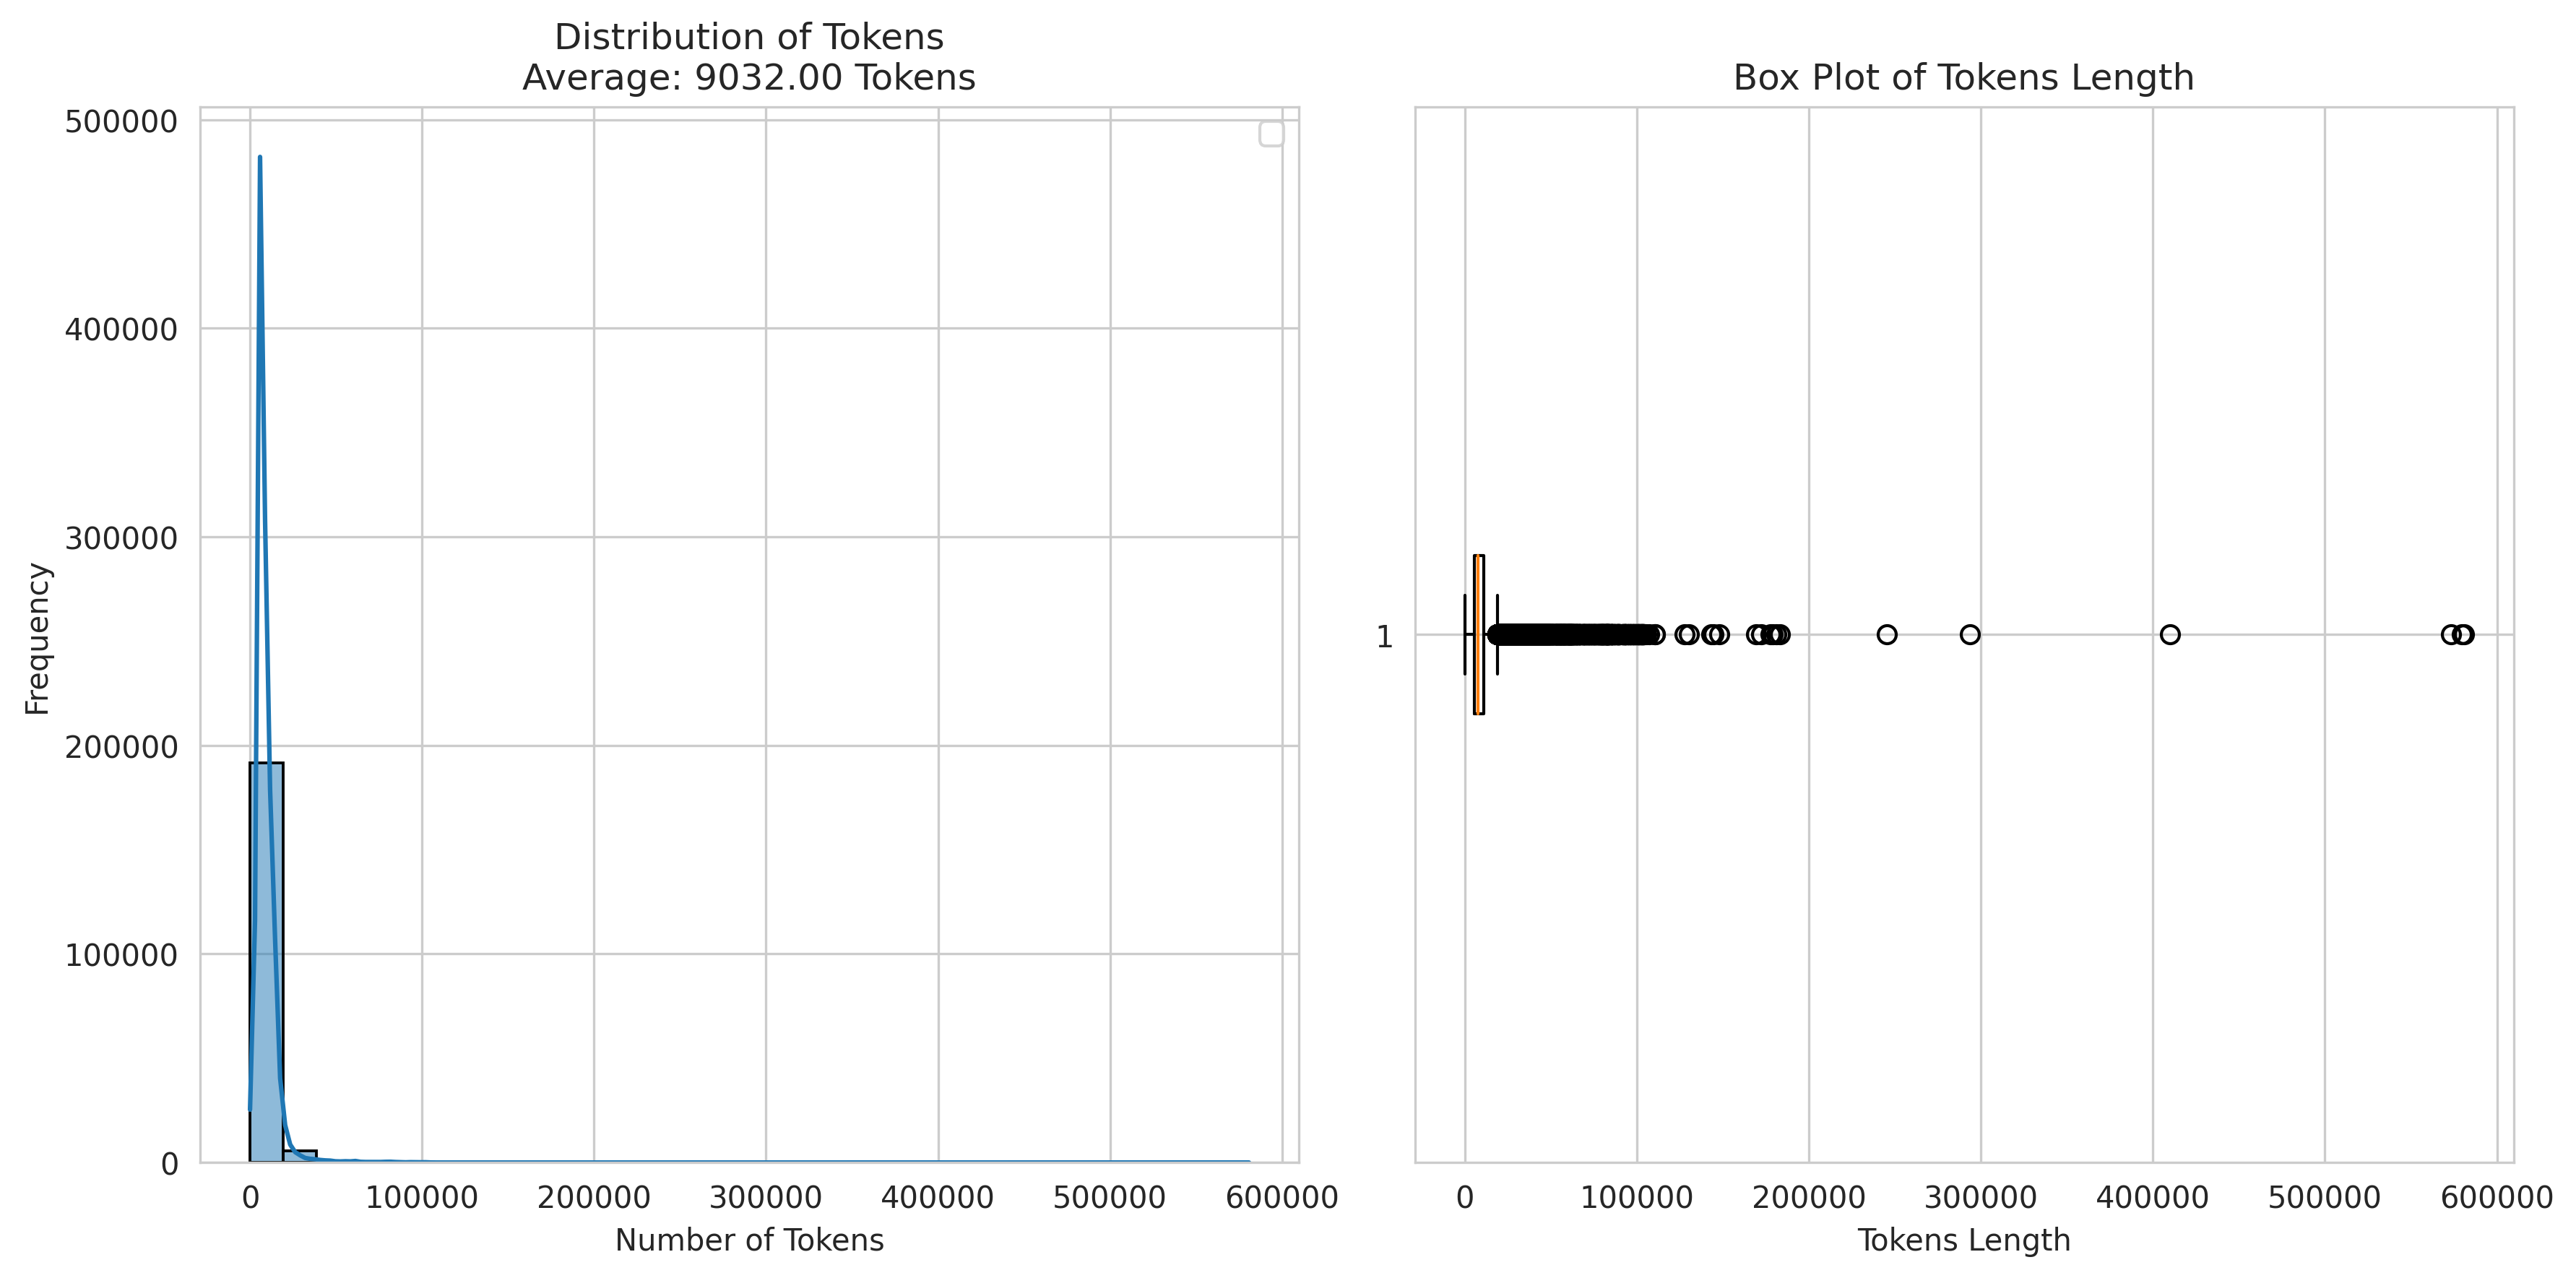 Distribution of Tokens
Average: 9032.00 Tokens
500000
400000
300000
200000
100000
0
Frequency
0 100000 200000 300000 400000 500000 600000
Number of Tokens
Box Plot of Tokens Length
1
0 100000 200000 300000 400000 500000 600000
Tokens Length